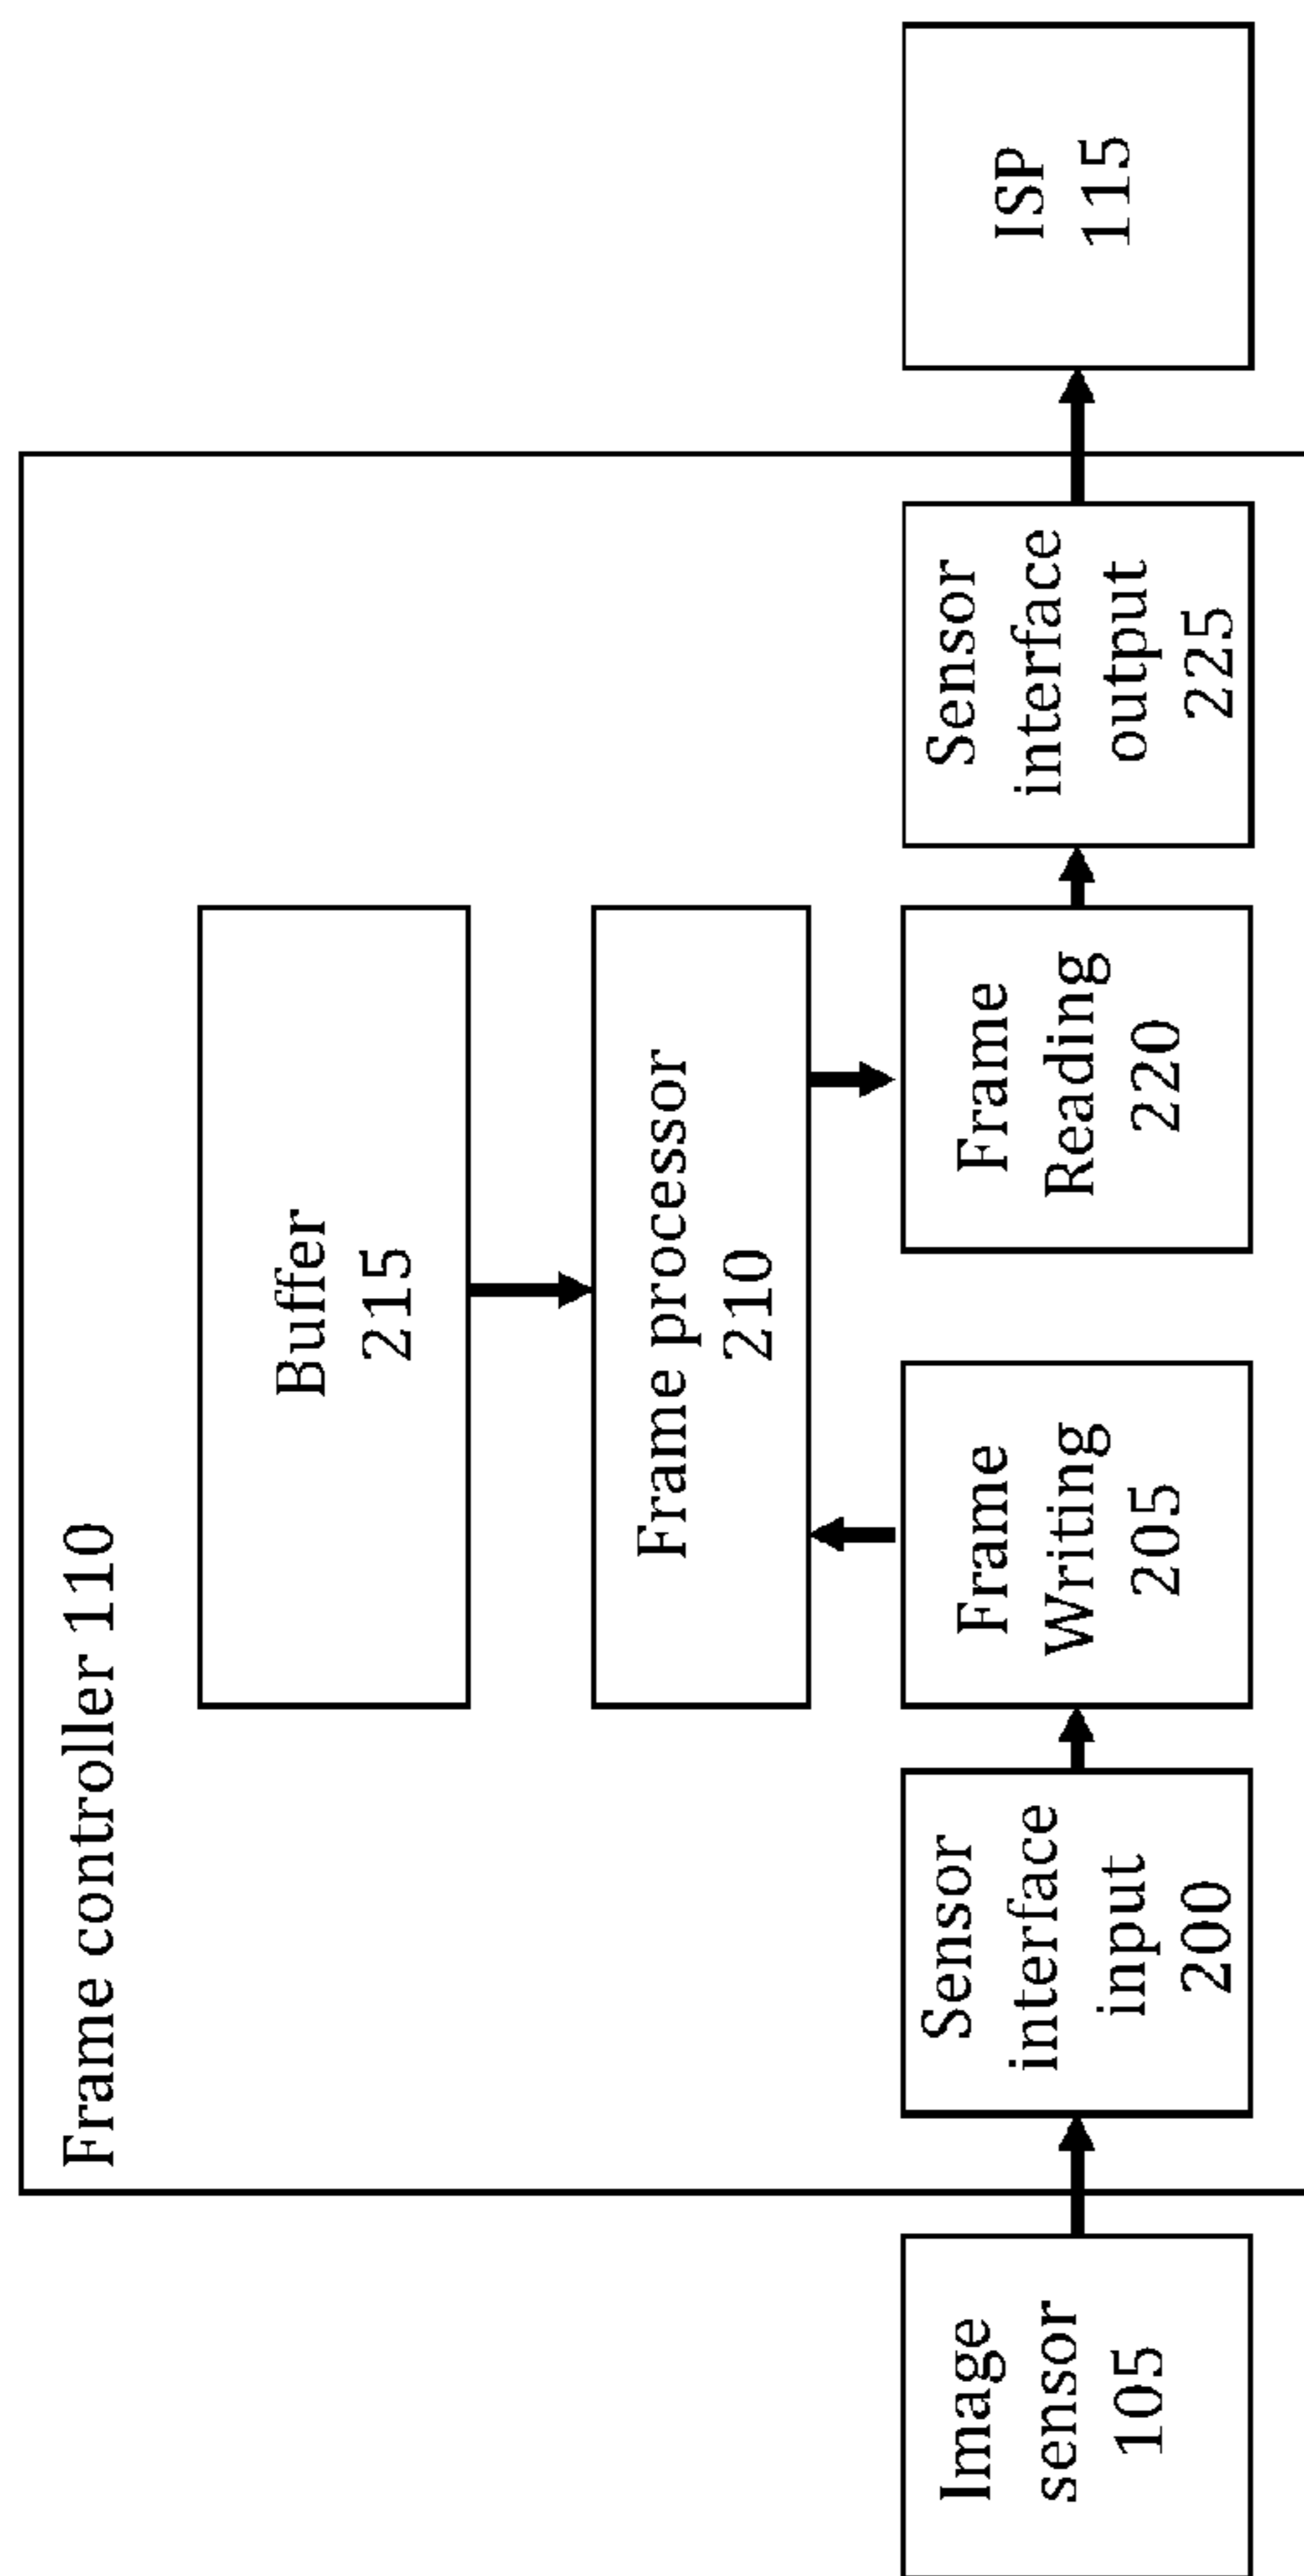 Frame controller 110
Buffer
215
Frame processor
210
Image
sensor
105
Sensor
interface
input
200
Frame
Writing
205
Frame
Reading
220
Sensor
interface
output
225
ISP
115